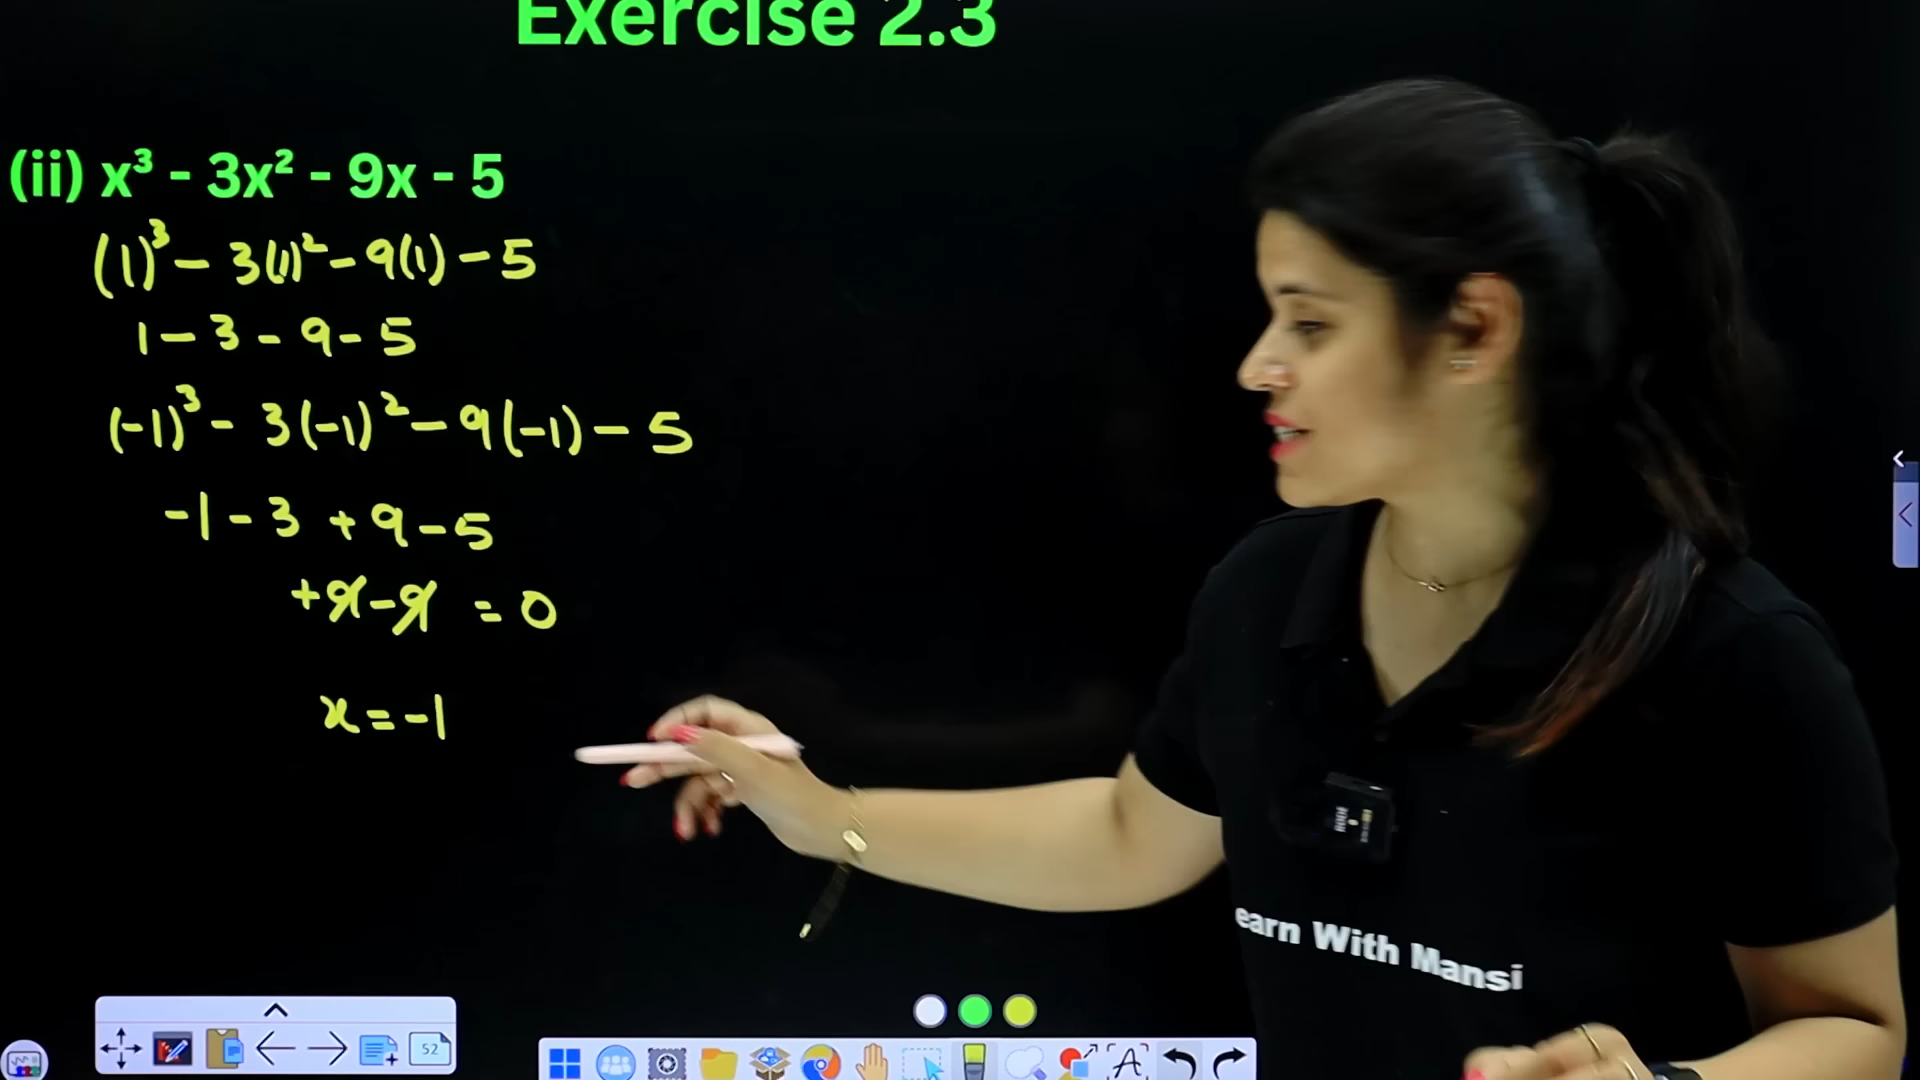 Exercise 2.3
(ii) x³ - 3x² - 9x - 5
(1)³ - 3(1)² - 9(1) - 5
1 - 3 - 9 - 5
(-1)³ - 3(-1)² - 9(-1) - 5
-1 - 3 + 9 - 5
+9 - 9 = 0
x = -1
earn With Mansi
52
A